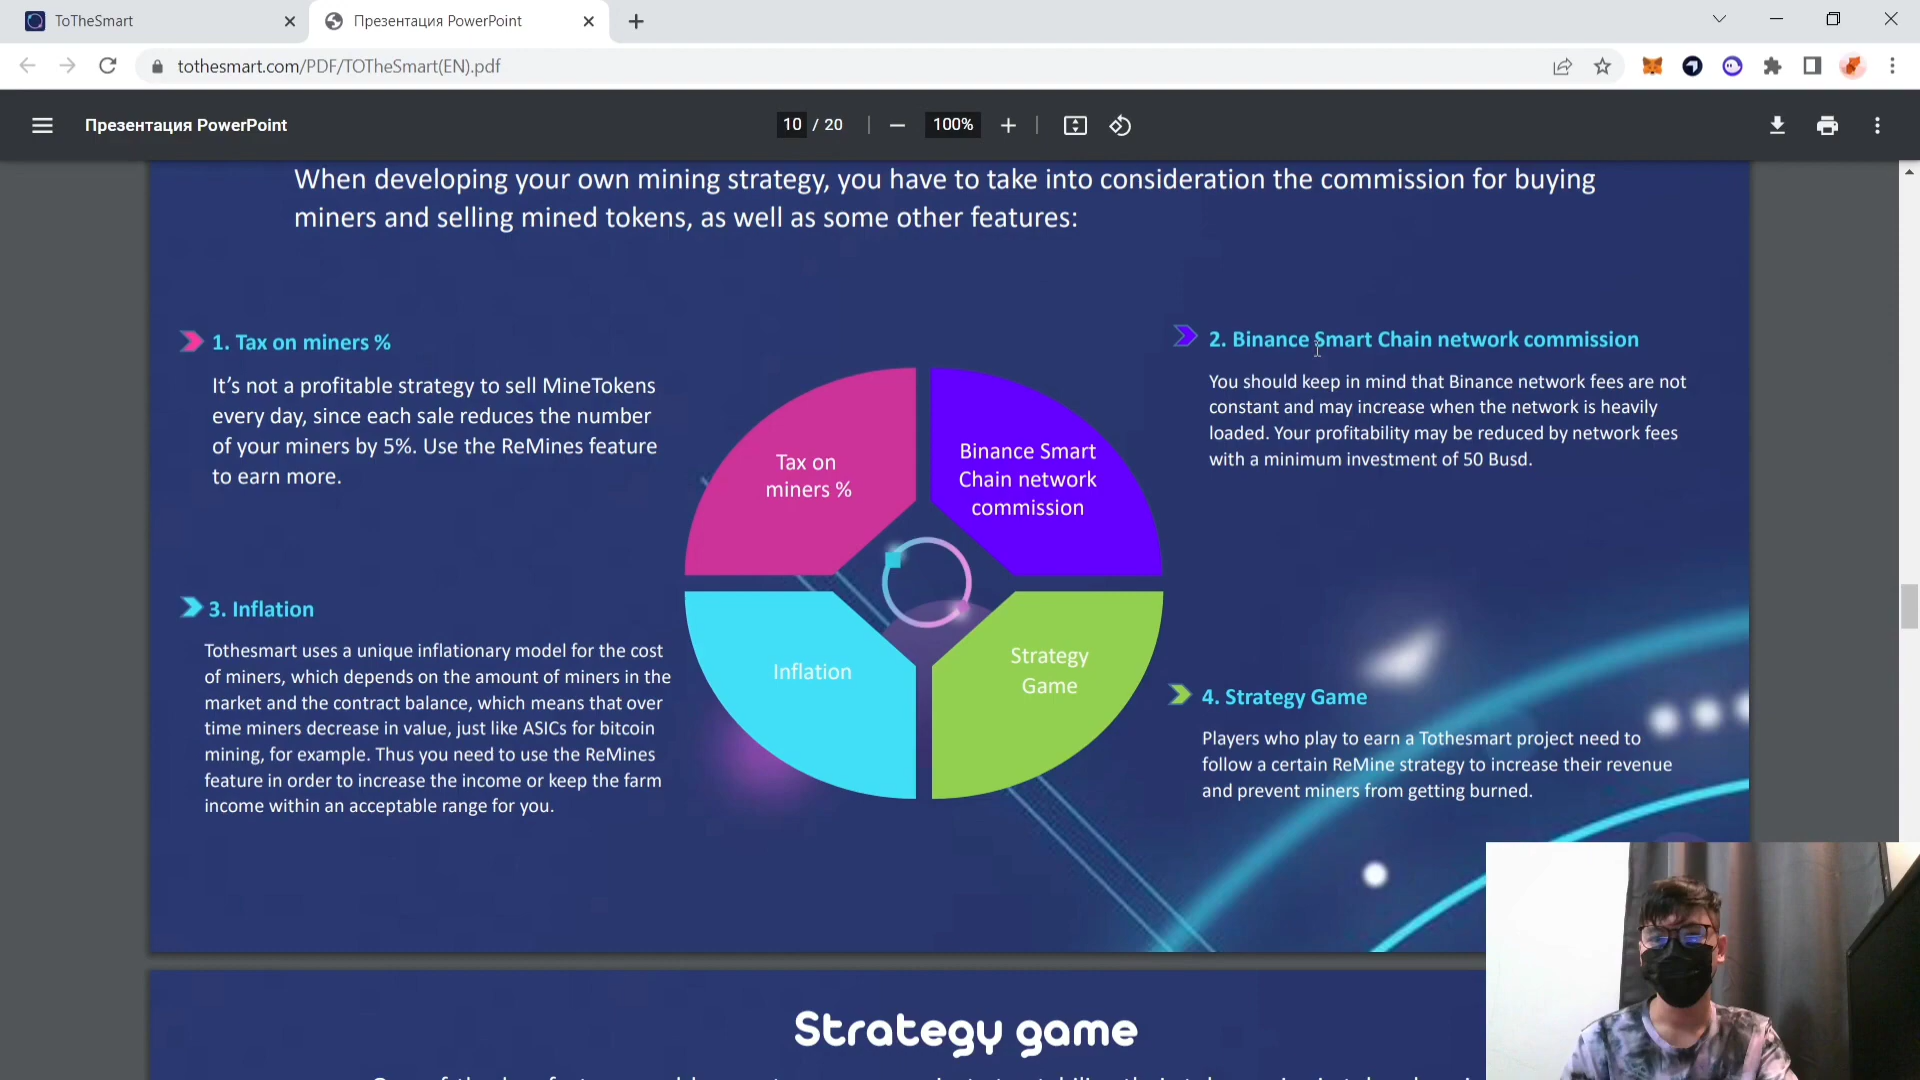 ToTheSmart
Презентация PowerPoint
tothesmart.com/PDF/TOTheSmart(EN).pdf
Презентация PowerPoint
10 / 20
100%
When developing your own mining strategy, you have to take into consideration the commission for buying
miners and selling mined tokens, as well as some other features:
1. Tax on miners %
It's not a profitable strategy to sell MineTokens
every day, since each sale reduces the number
of your miners by 5%. Use the ReMines feature
to earn more.
2. Binance Smart Chain network commission
You should keep in mind that Binance network fees are not
constant and may increase when the network is heavily
loaded. Your profitability may be reduced by network fees
with a minimum investment of 50 Busd.
Tax on
miners %
Binance Smart
Chain network
commission
Inflation
Strategy
Game
3. Inflation
Tothesmart uses a unique inflationary model for the cost
of miners, which depends on the amount of miners in the
market and the contract balance, which means that over
time miners decrease in value, just like ASICs for bitcoin
mining, for example. Thus you need to use the ReMines
feature in order to increase the income or keep the farm
income within an acceptable range for you.
4. Strategy Game
Players who play to earn a Tothesmart project need to
follow a certain ReMine strategy to increase their revenue
and prevent miners from getting burned.
Strategy game